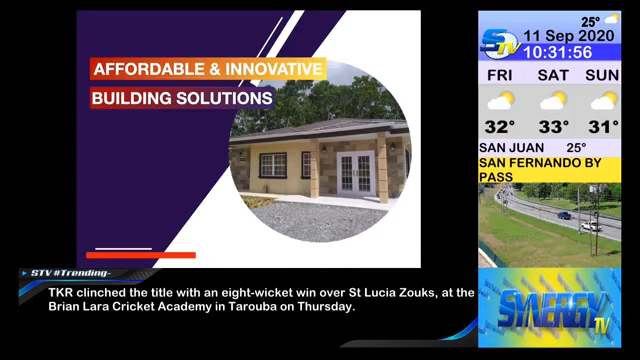 AFFORDABLE & INNOVATIVE
BUILDING SOLUTIONS
25°
STV
11 Sep 2020
10:31:56
FRI SAT SUN
32° 33° 31°
SAN JUAN 25°
SAN FERNANDO BY
PASS
STV #Trending-
TKR clinched the title with an eight-wicket win over St Lucia Zouks, at the
Brian Lara Cricket Academy in Tarouba on Thursday.
SYNERGY
TV